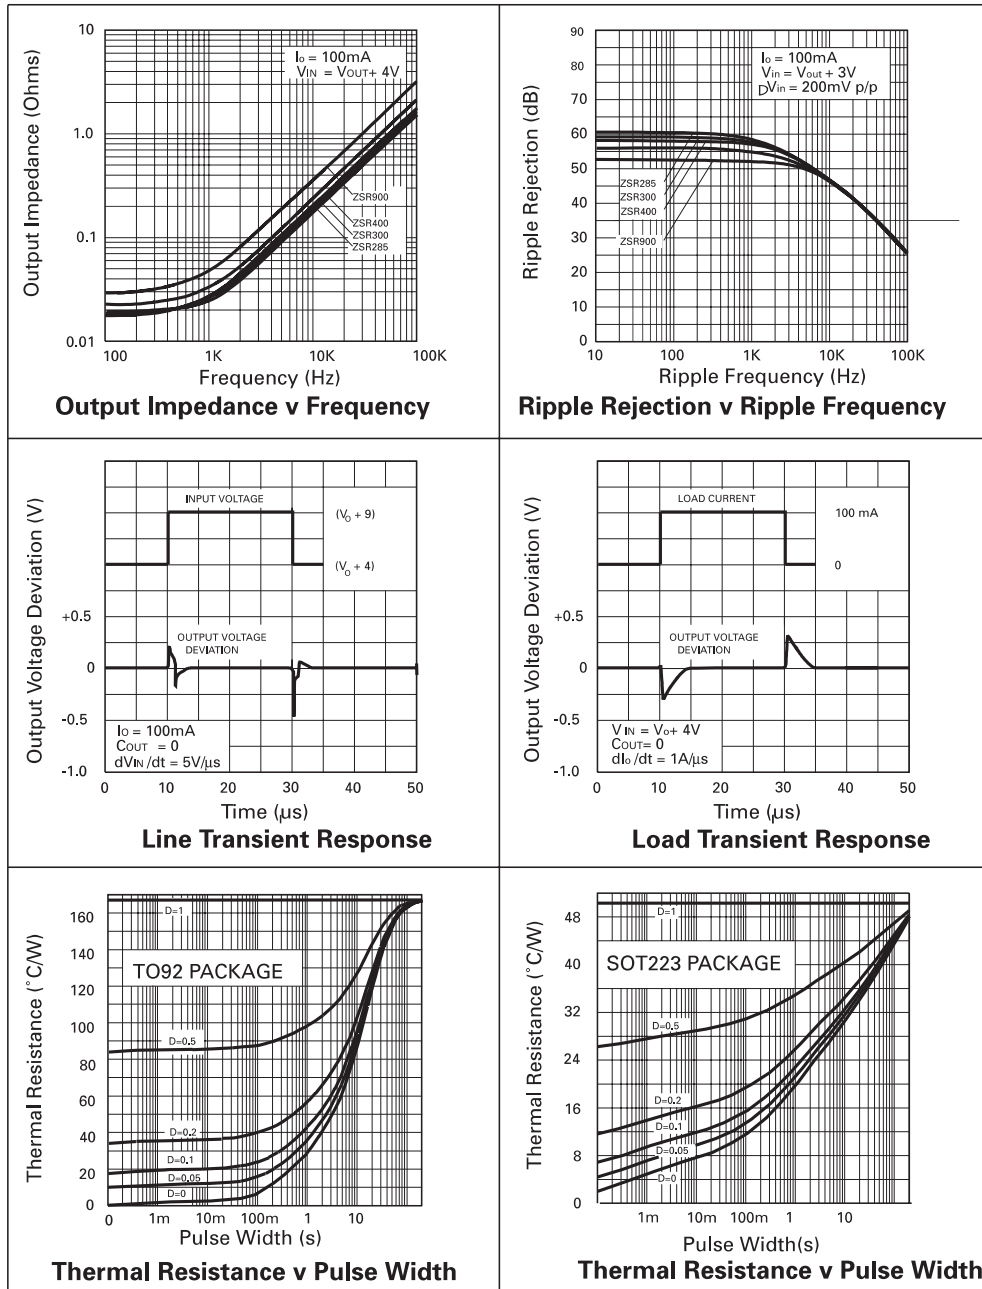 Output Impedance (Ohms)
10
1.0
0.1
0.01
Io = 100mA
VIN = VOUT + 4V
ZSR900
ZSR400
ZSR300
ZSR285
100 1K 10K 100K
Frequency (Hz)
Output Impedance v Frequency
Ripple Rejection (dB)
90
80
70
60
50
40
30
20
10
0
Io = 100mA
Vin = Vout + 3V
DVin = 200mV p/p
ZSR285
ZSR300
ZSR400
ZSR900
10 100 1K 10K 100K
Ripple Frequency (Hz)
Ripple Rejection v Ripple Frequency
Output Voltage Deviation (V)
INPUT VOLTAGE
(VO + 9)
(VO + 4)
+0.5
0
-0.5
-1.0
OUTPUT VOLTAGE
DEVIATION
IO = 100mA
COUT = 0
dVIN/dt = 5V/µs
0 10 20 30 40 50
Time (µs)
Line Transient Response
Output Voltage Deviation (V)
LOAD CURRENT
100 mA
0
+0.5
0
-0.5
-1.0
OUTPUT VOLTAGE
DEVIATION
VIN = Vo + 4V
COUT= 0
dIo/dt = 1A/µs
0 10 20 30 40 50
Time (µs)
Load Transient Response
Thermal Resistance (°C/W)
160
140
120
100
80
60
40
20
0
D=1
TO92 PACKAGE
D=0.5
D=0.2
D=0.1
D=0.05
D=0
0 1m 10m 100m 1 10
Pulse Width (s)
Thermal Resistance v Pulse Width
Thermal Resistance (°C/W)
48
40
32
24
16
8
0
D=1
SOT223 PACKAGE
D=0.5
D=0.2
D=0.1
D=0.05
D=0
1m 10m 100m 1 10
Pulse Width(s)
Thermal Resistance v Pulse Width